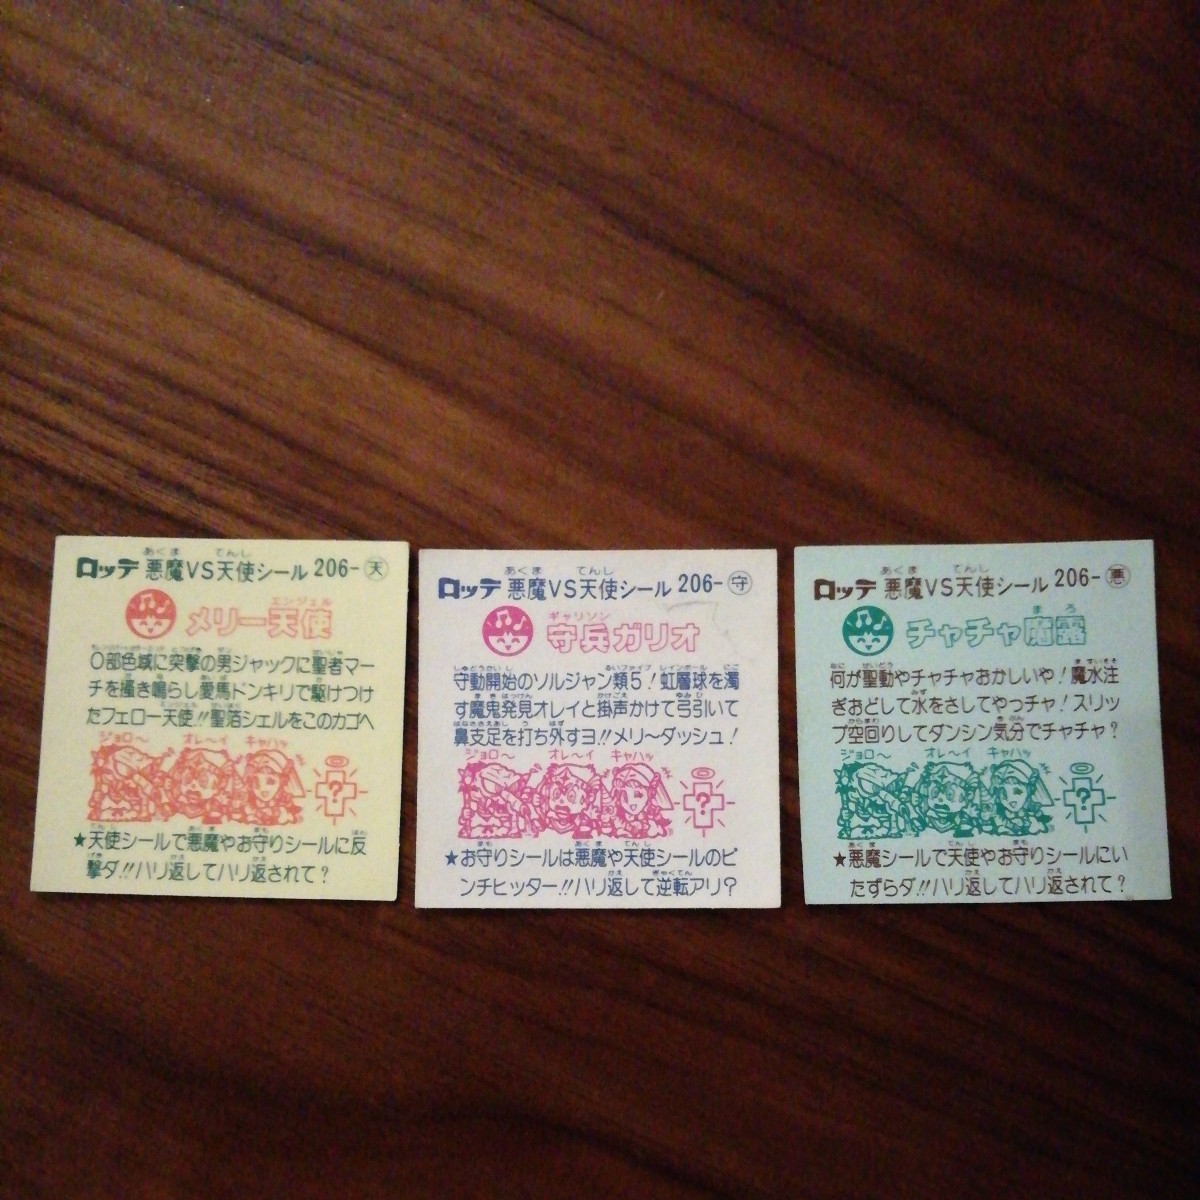 ロッテ 悪魔VS天使シール 206-天
メリー天使
0部色域に突撃の男ジャックに聖者マー
チを撞き鳴らし愛馬ドンキリで駆けつけ
たフェロー天使!!聖箔シェルをこのカゴへ
ジョロ〜 オレ〜イ キャハッ
?
★天使シールで悪魔やお守りシールに反
撃ダ!!ハリ返してハリ返されて?
ロッテ 悪魔VS天使シール 206-守
守兵ガリオ
守動開始のソルジャン類5!虹層球を濁
す魔鬼発見オレイと掛声かけて弓引いて
鼻支足を打ち外すヨ!!メリ〜ダッシュ!
ジョロ〜 オレ〜イ キャハッ
?
★お守りシールは悪魔や天使シールのピ
ンチヒッター!!ハリ返して逆転アリ?
ロッテ 悪魔VS天使シール 206-悪
チャチャ魔露
何が聖動やチャチャおかしいや!魔水注
ぎおどして水をさしてやっチャ!スリッ
プ空回りしてダンシン気分でチャチャ?
ジョロ〜 オレ〜イ キャハッ
?
★悪魔シールで天使やお守りシールにい
たずらダ!!ハリ返してハリ返されて?